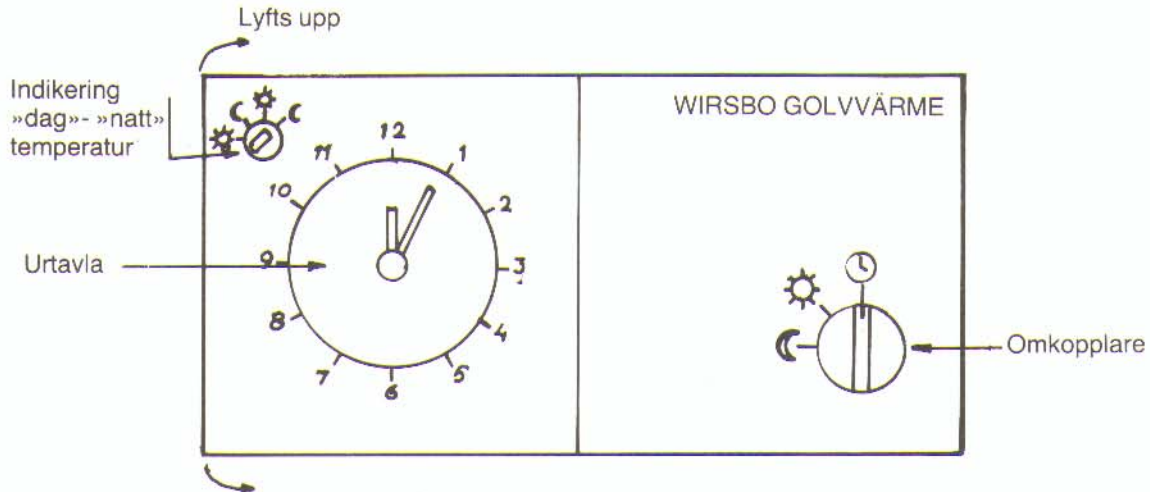 Lyfts upp
Indikering
»dag»- »natt»
temperatur
WIRSBO GOLVVÄRME
12
1
2
3
4
5
6
7
8
9
10
11
Urtavla
Omkopplare